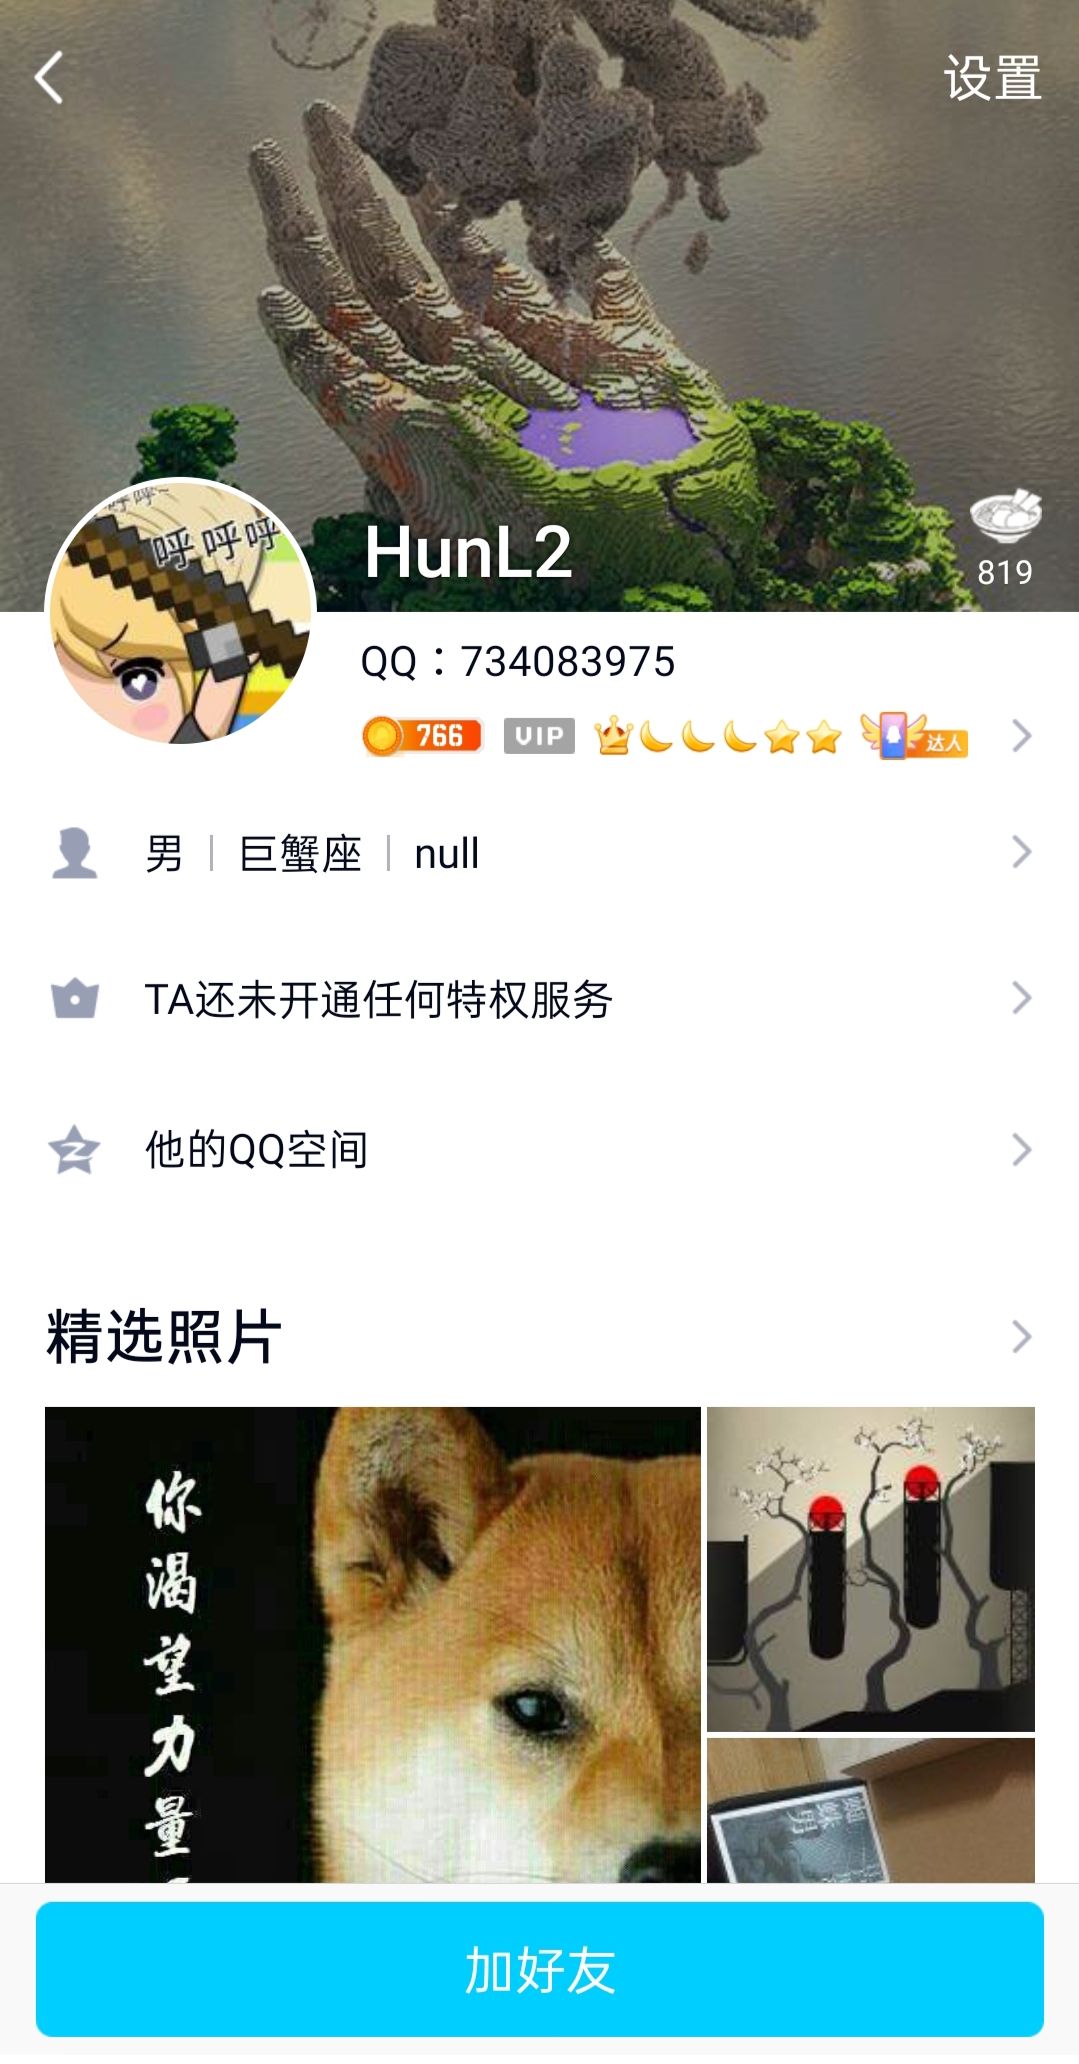 设置
呼呼~
呼呼呼
HunL2
819
QQ：734083975
766 VIP 达人
男 | 巨蟹座 | null
TA还未开通任何特权服务
他的QQ空间
精选照片
你渴望力量
加好友